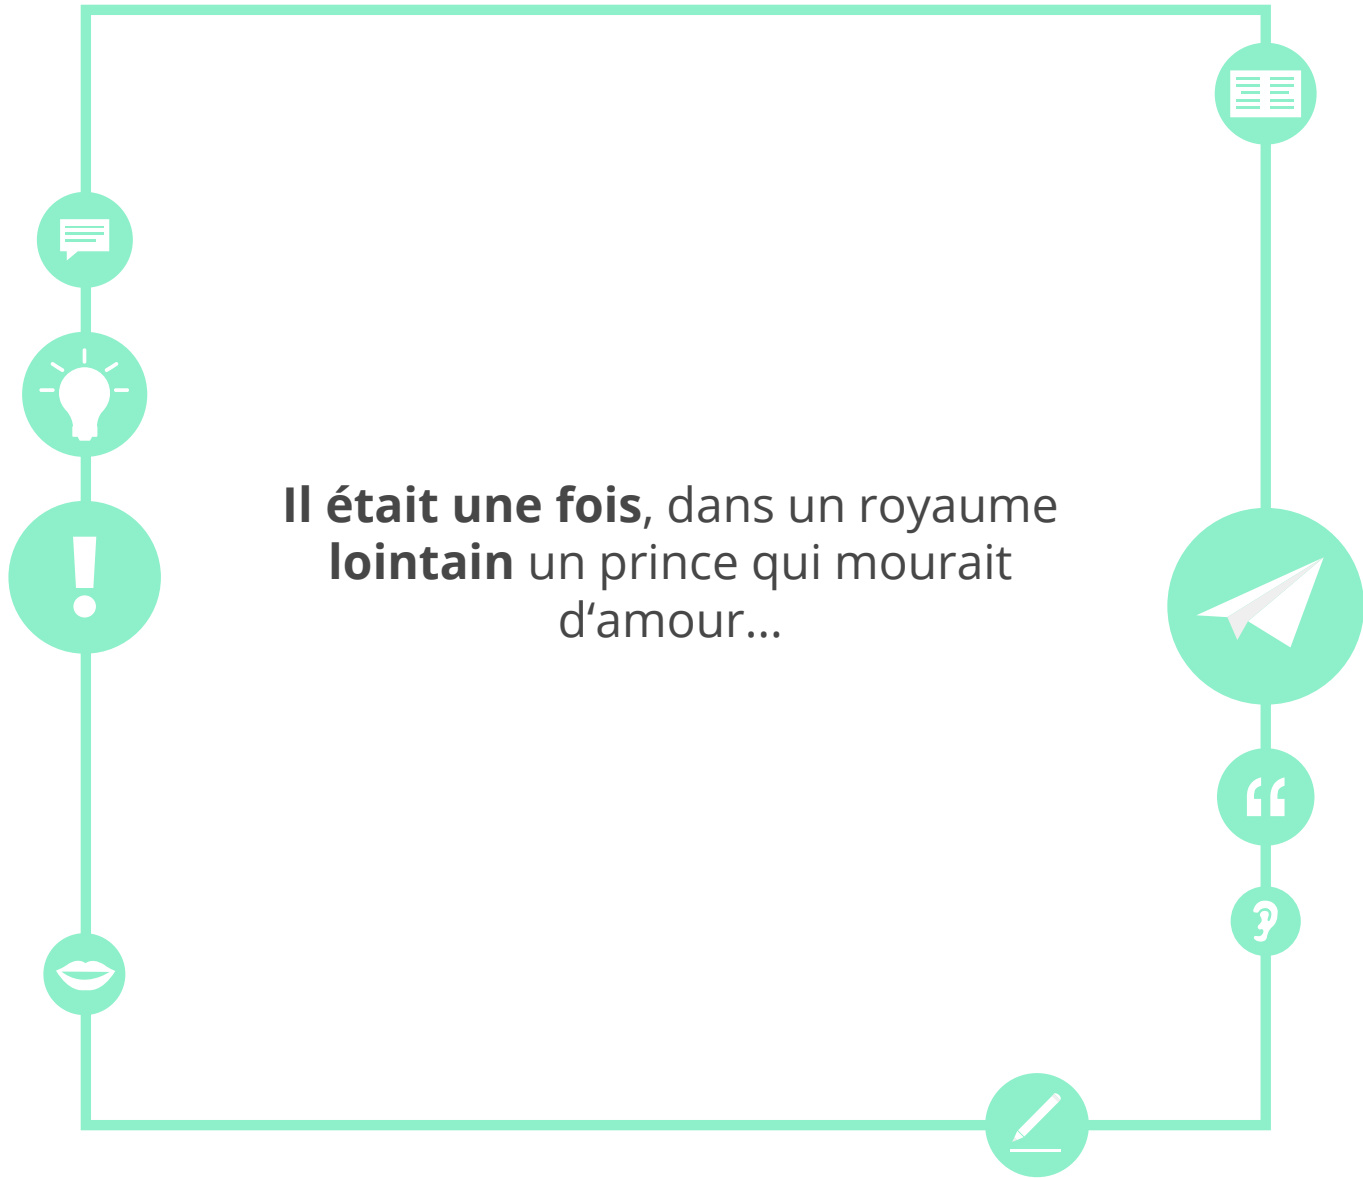 Il était une fois, dans un royaume
lointain un prince qui mourait
d‘amour...